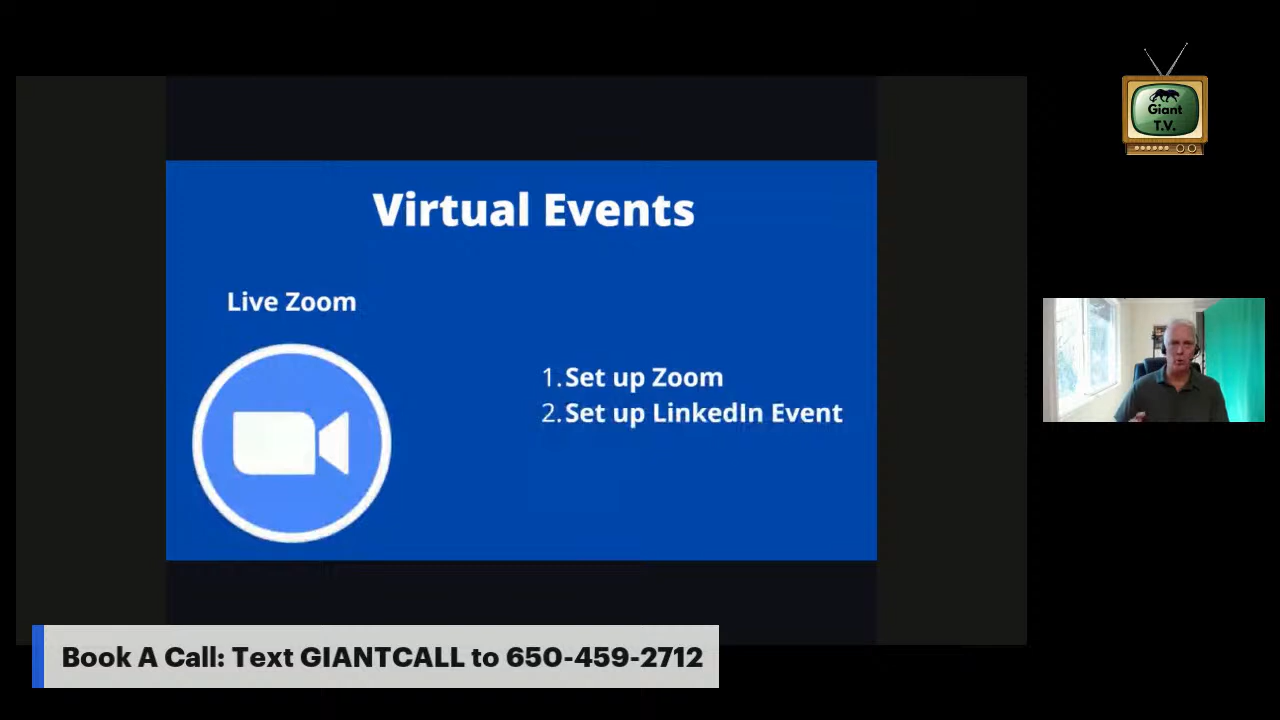 Giant
T.V.
Virtual Events
Live Zoom
1. Set up Zoom
2. Set up LinkedIn Event
Book A Call: Text GIANTCALL to 650-459-2712